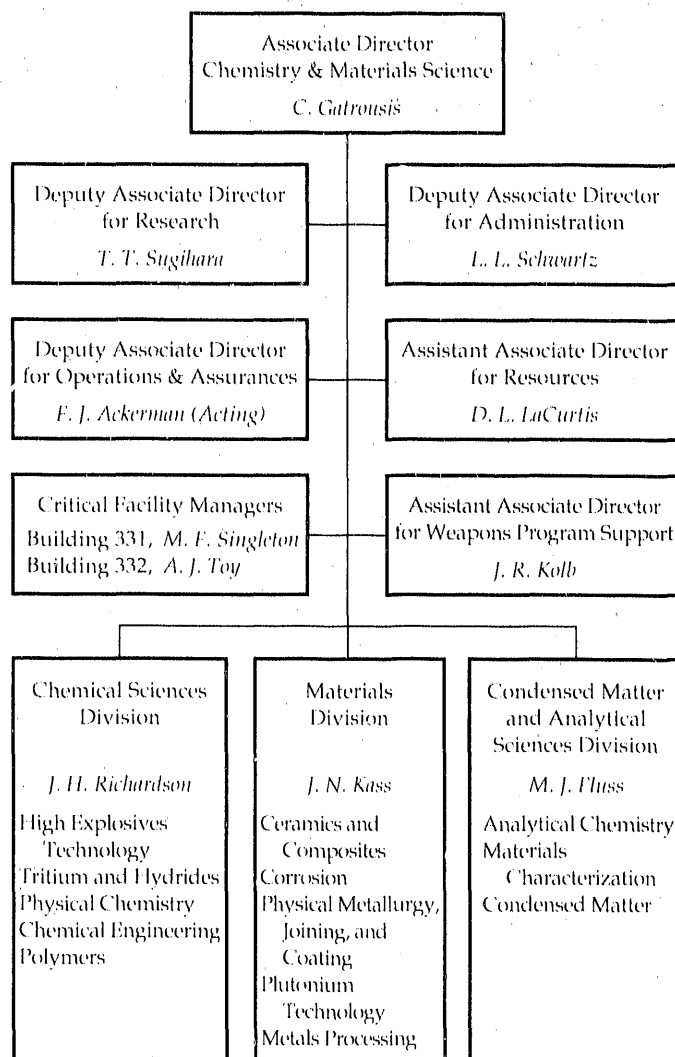 Associate Director
Chemistry & Materials Science
C. Gatrousis
Deputy Associate Director
for Research
T. T. Sugihara
Deputy Associate Director
for Administration
L. L. Schwartz
Deputy Associate Director
for Operations & Assurances
F. J. Ackerman (Acting)
Assistant Associate Director
for Resources
D. L. LaCurtis
Critical Facility Managers
Building 331, M. F. Singleton
Building 332, A. J. Toy
Assistant Associate Director
for Weapons Program Support
J. R. Kolb
Chemical Sciences
Division
J. H. Richardson
High Explosives
Technology
Tritium and Hydrides
Physical Chemistry
Chemical Engineering
Polymers
Materials
Division
J. N. Kass
Ceramics and
Composites
Corrosion
Physical Metallurgy,
Joining, and
Coating
Plutonium
Technology
Metals Processing
Condensed Matter
and Analytical
Sciences Division
M. J. Fluss
Analytical Chemistry
Materials
Characterization
Condensed Matter